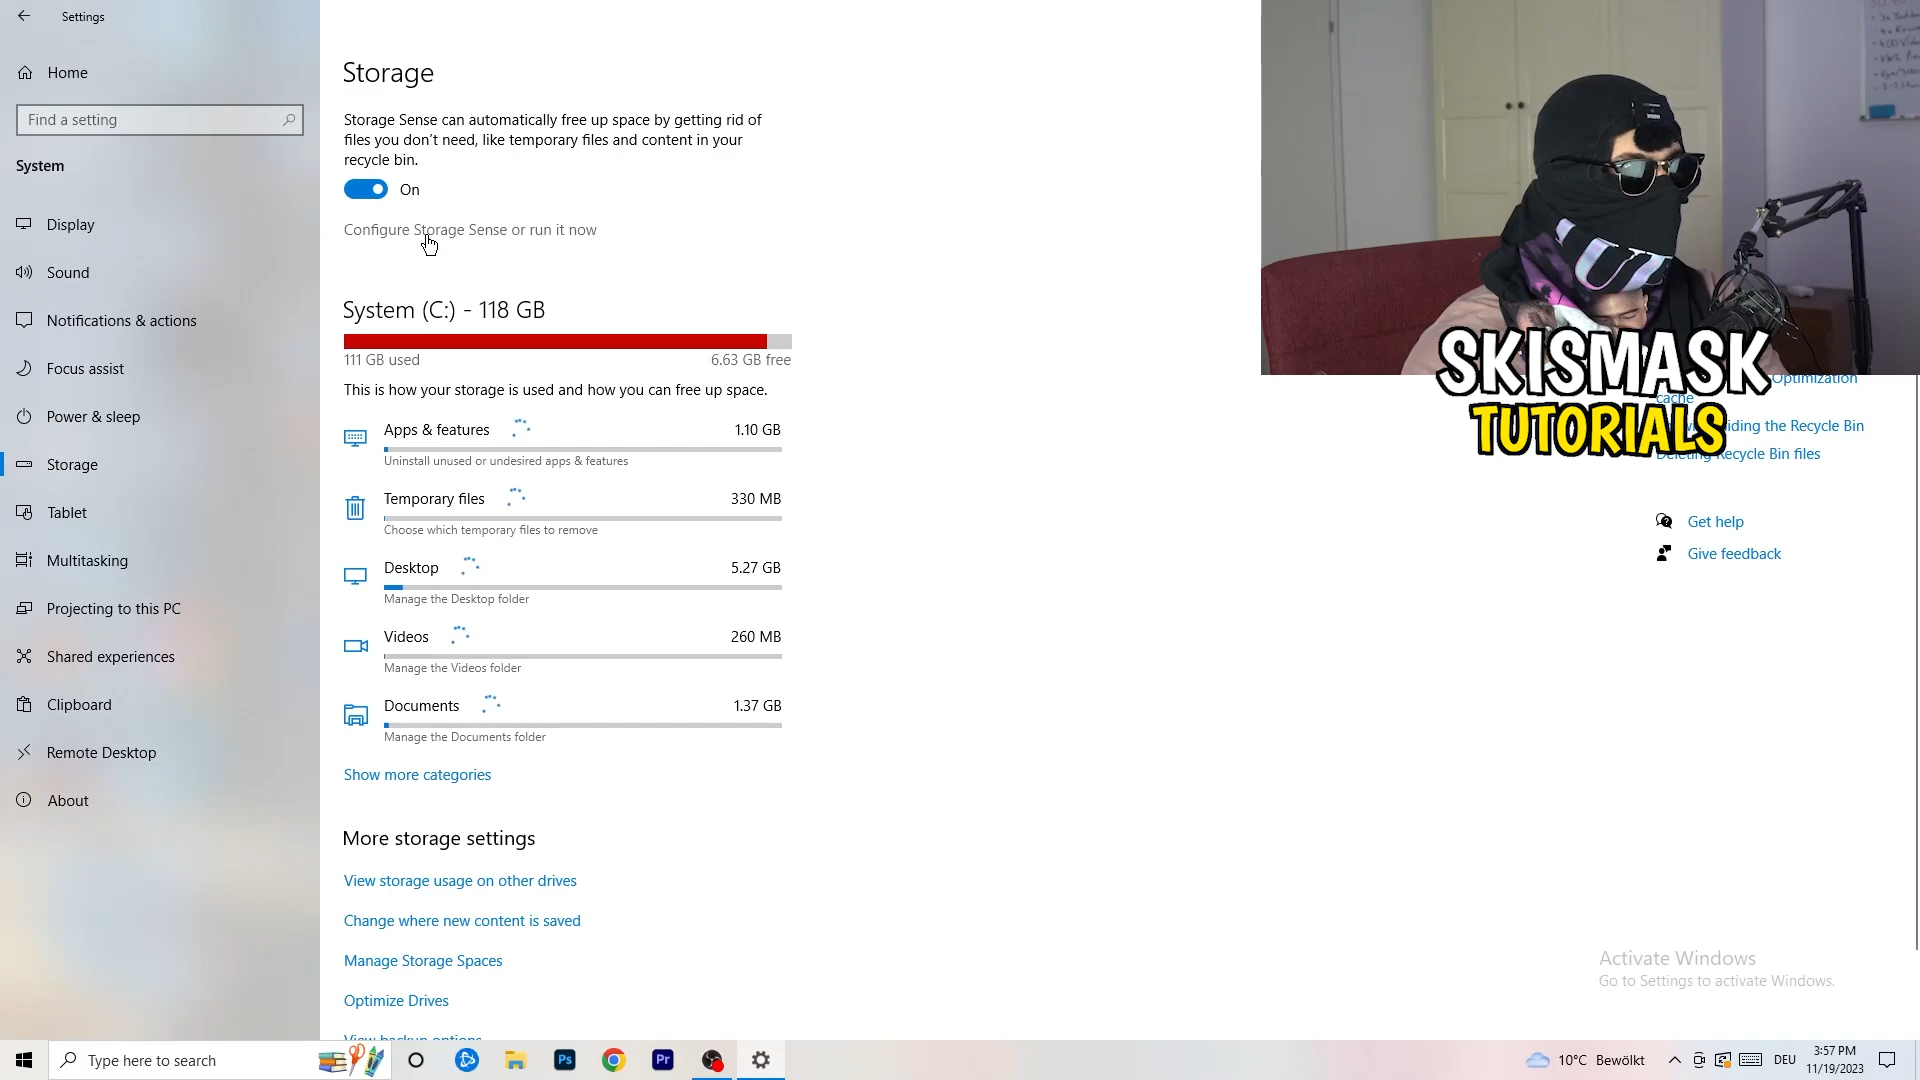 Settings
Home
Find a setting
System
Display
Sound
Notifications & actions
Focus assist
Power & sleep
Storage
Tablet
Multitasking
Projecting to this PC
Shared experiences
Clipboard
Remote Desktop
About
Storage
Storage Sense can automatically free up space by getting rid of
files you don't need, like temporary files and content in your
recycle bin.
On
Configure Storage Sense or run it now
System (C:) - 118 GB
111 GB used
6.63 GB free
This is how your storage is used and how you can free up space.
Apps & features
1.10 GB
Uninstall unused or undesired apps & features
Temporary files
330 MB
Choose which temporary files to remove
Desktop
5.27 GB
Manage the Desktop folder
Videos
260 MB
Manage the Videos folder
Documents
1.37 GB
Manage the Documents folder
Show more categories
More storage settings
View storage usage on other drives
Change where new content is saved
Manage Storage Spaces
Optimize Drives
View backup options
SKISMASK
TUTORIALS
Optimization
cache
the Recycle Bin
Recycle Bin files
Get help
Give feedback
Activate Windows
Go to Settings to activate Windows.
Type here to search
Ps
Pr
10°C Bewölkt
DEU
3:57 PM
11/19/2023